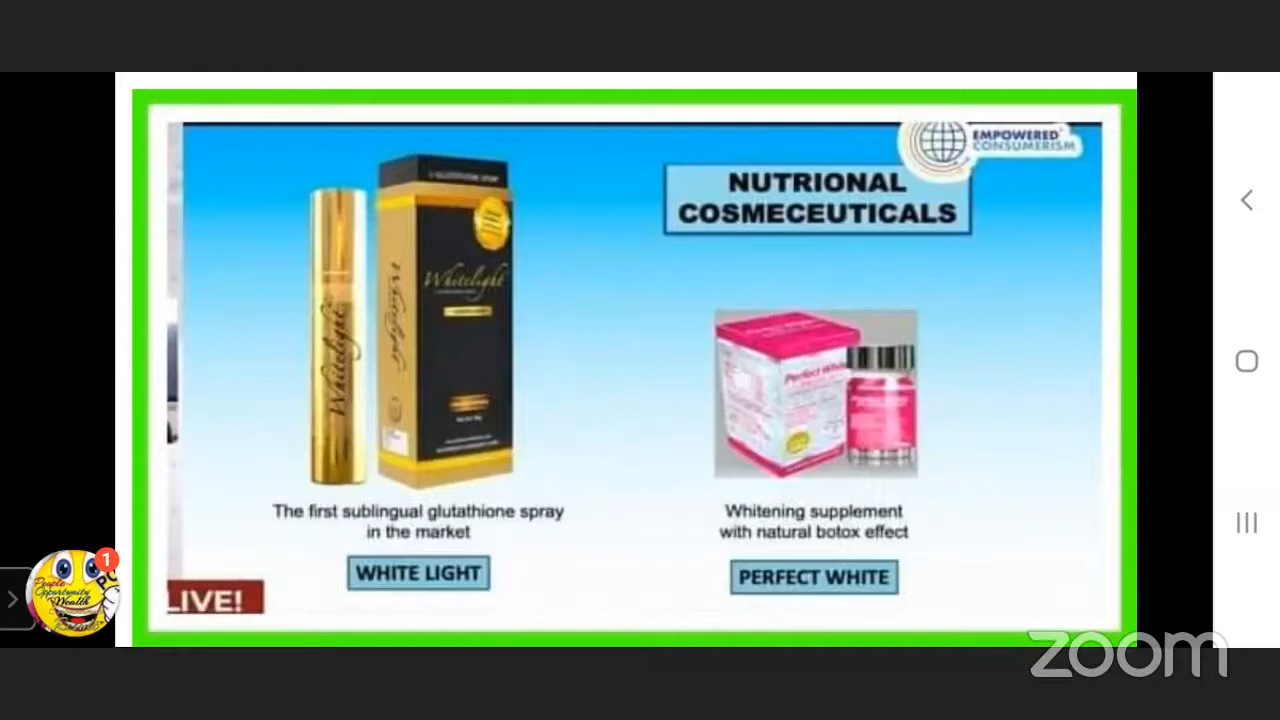 EMPOWERED
CONSUMERISM
NUTRIONAL
COSMECEUTICALS
Whitelight
Whitelight
Whitelight
Perfect White
The first sublingual glutathione spray
in the market
WHITE LIGHT
Whitening supplement
with natural botox effect
PERFECT WHITE
LIVE!
1
People
Opportunity
Wealth
zoom